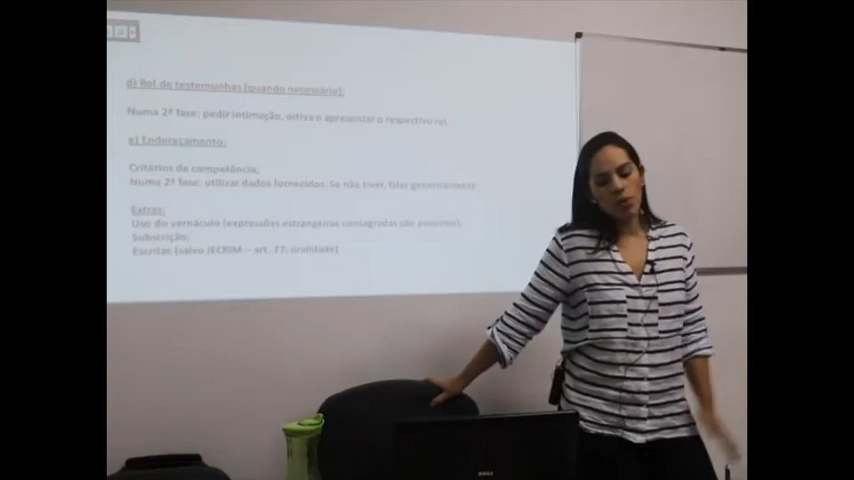 d) Rol de testemunhas (quando necessário):
Numa 2ª fase: pedir intimação, oitiva e apresentar o respectivo rol.
e) Endereçamento:
Critérios de competência;
Numa 2ª fase: utilizar dados fornecidos. Se não tiver, falar genericamente.
Extras:
Uso do vernáculo (expressões estrangeiras consagradas são possíveis).
Subscrição;
Escritas (salvo JECRIM – art. 77: oralidade)